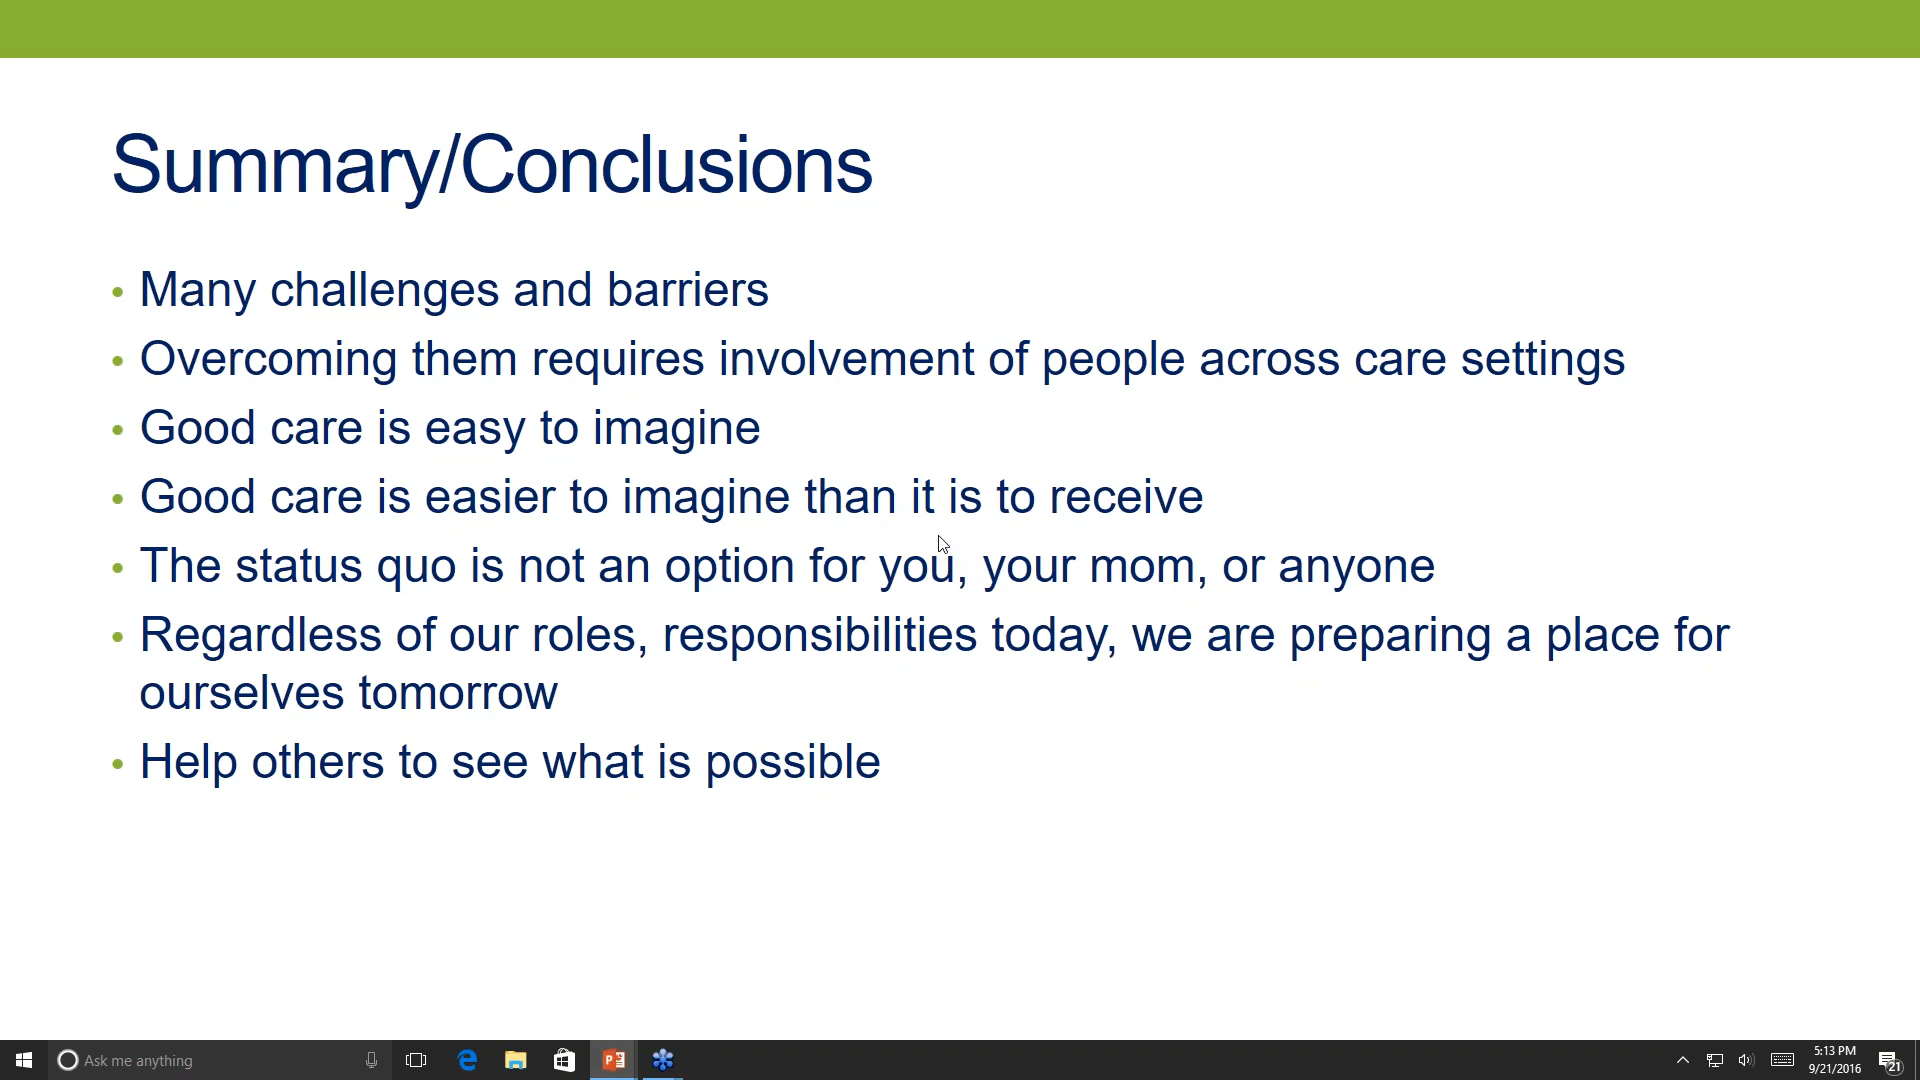 Summary/Conclusions
• Many challenges and barriers
• Overcoming them requires involvement of people across care settings
• Good care is easy to imagine
• Good care is easier to imagine than it is to receive
• The status quo is not an option for you, your mom, or anyone
• Regardless of our roles, responsibilities today, we are preparing a place for
ourselves tomorrow
• Help others to see what is possible
Ask me anything
5:13 PM
9/21/2016
21